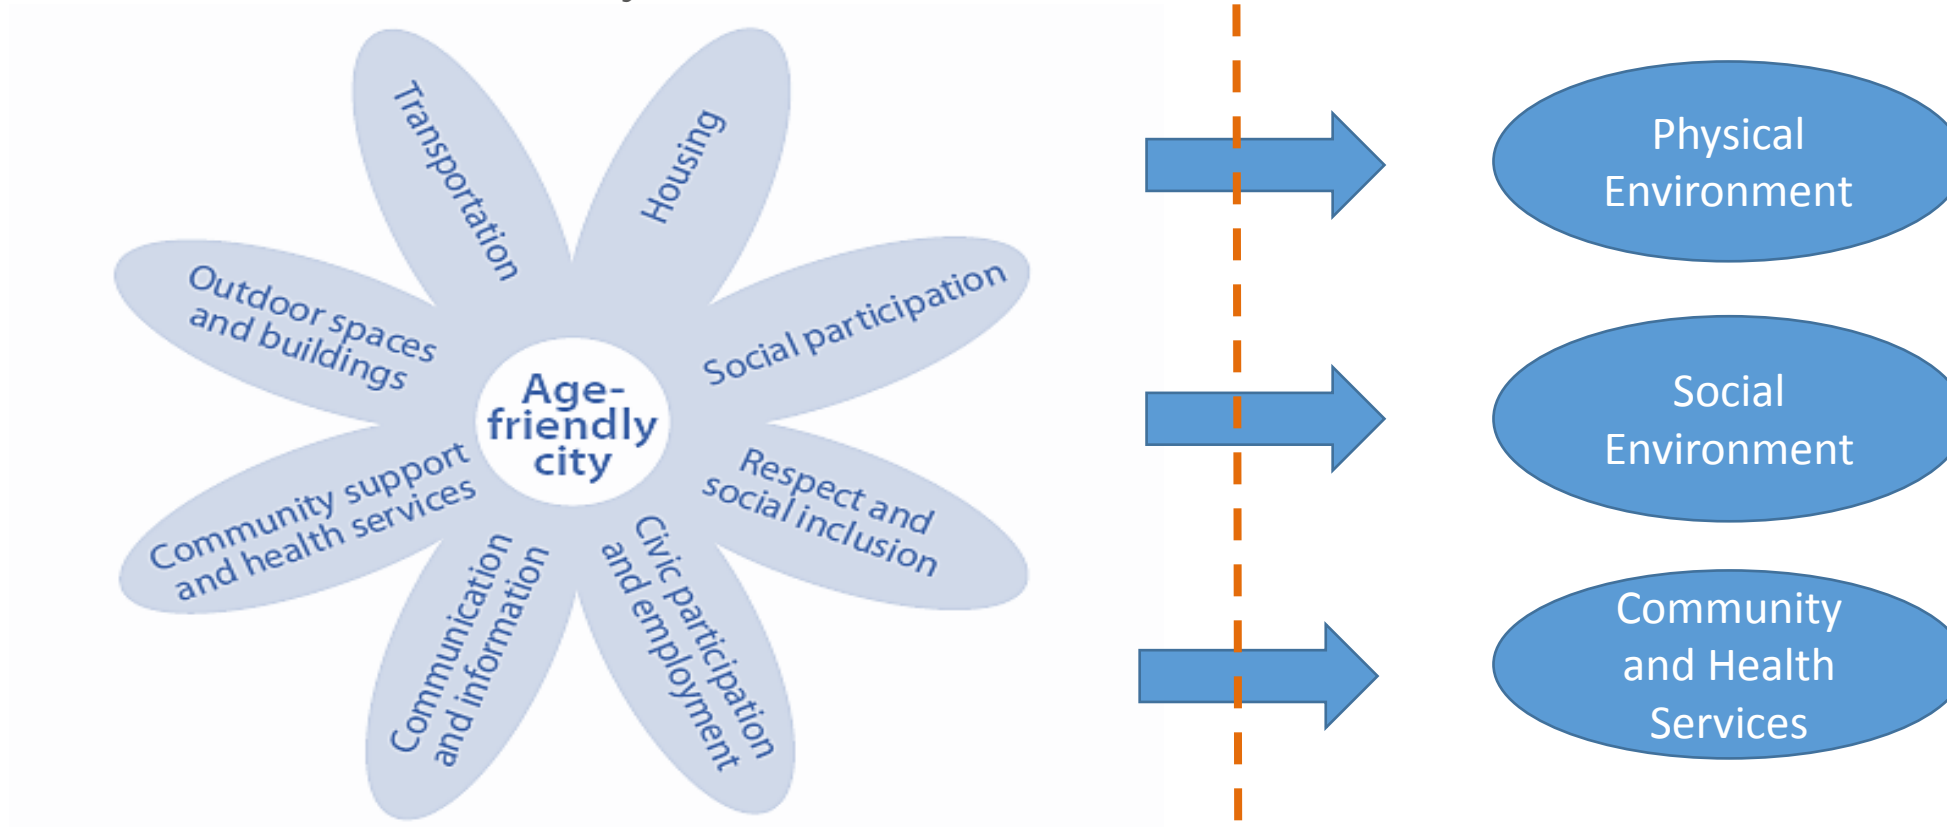 Transportation
Housing
Outdoor spaces
and buildings
Social participation
Age-
friendly
city
Community support
and health services
Respect and
social inclusion
Communication
and information
Civic participation
and employment
Physical
Environment
Social
Environment
Community
and Health
Services